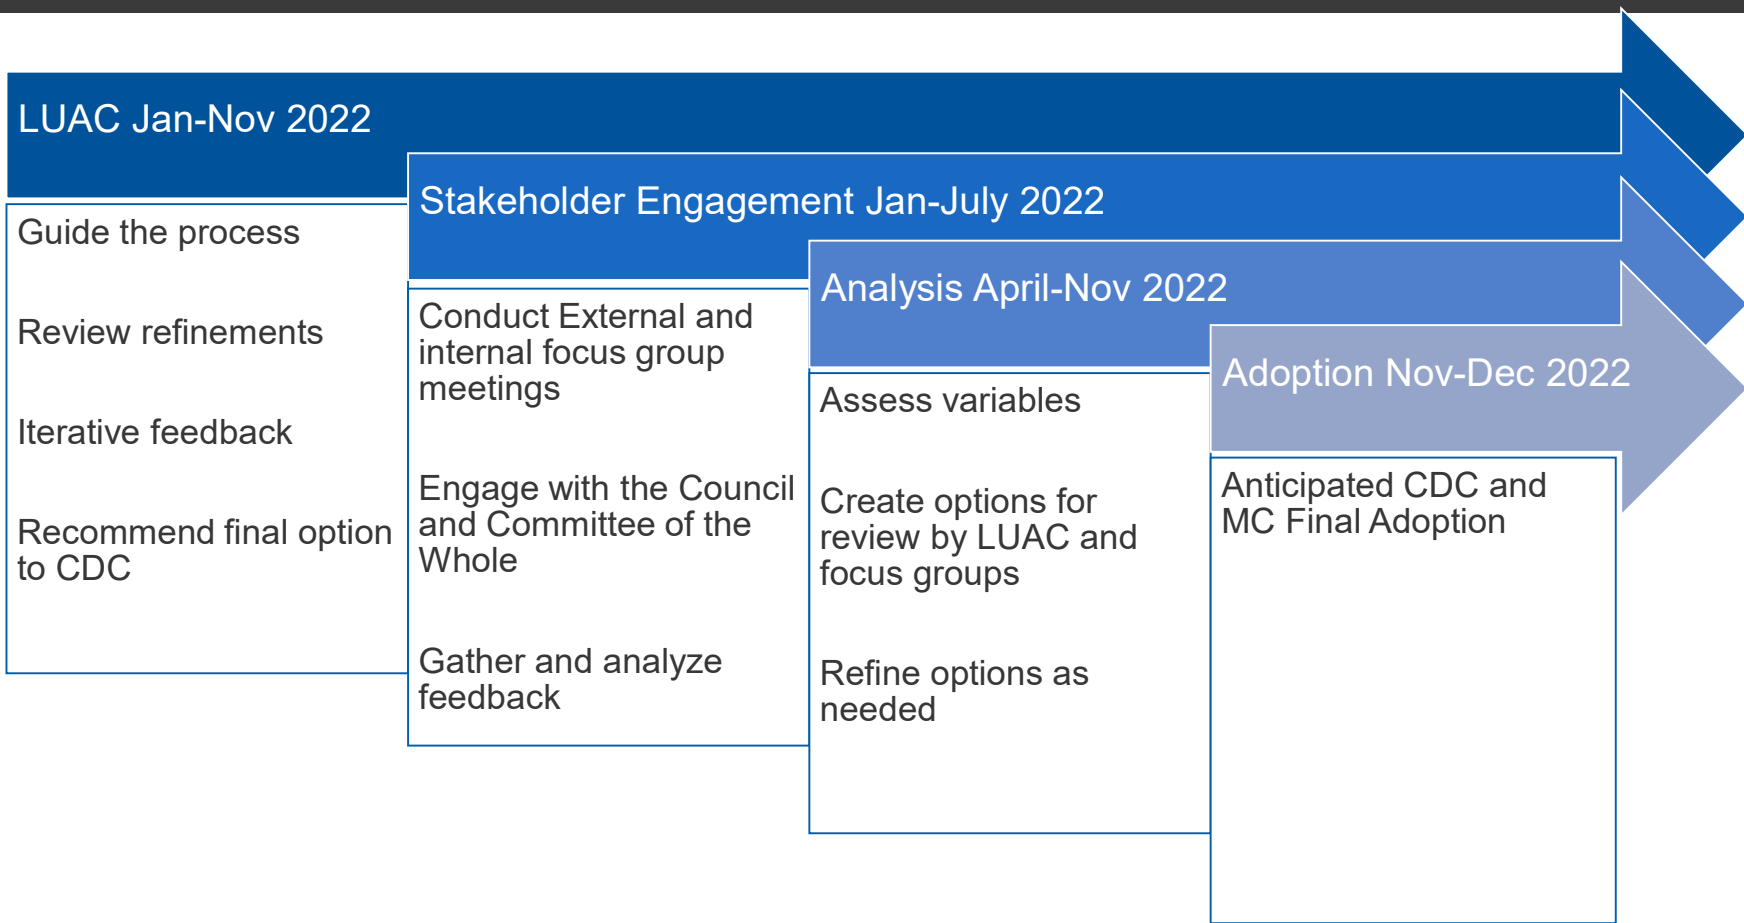 LUAC Jan-Nov 2022
Guide the process
Review refinements
Iterative feedback
Recommend final option
to CDC
Stakeholder Engagement Jan-July 2022
Conduct External and
internal focus group
meetings
Engage with the Council
and Committee of the
Whole
Gather and analyze
feedback
Analysis April-Nov 2022
Assess variables
Create options for
review by LUAC and
focus groups
Refine options as
needed
Adoption Nov-Dec 2022
Anticipated CDC and
MC Final Adoption